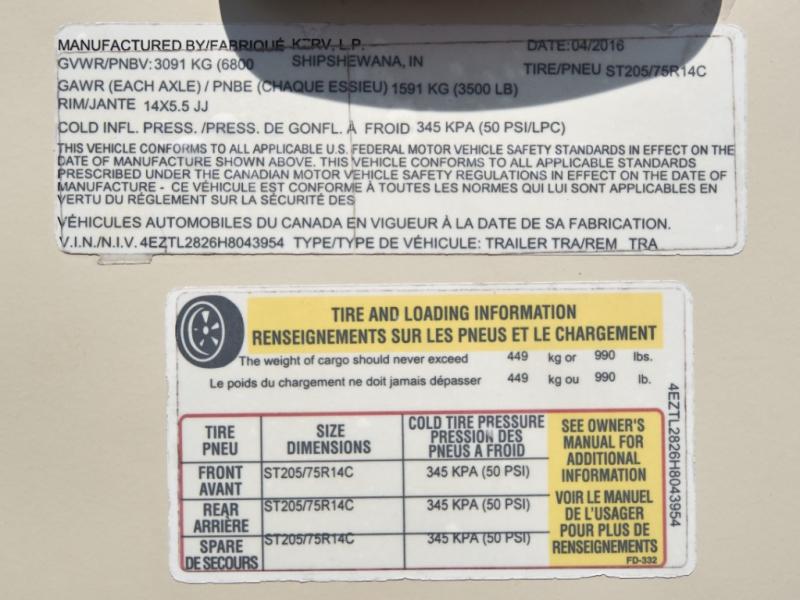 MANUFACTURED BY/FABRIQUÉ KZRV, L.P. DATE:04/2016
GVWR/PNBV: 3091 KG (6800 SHIPSHEWANA, IN TIRE/PNEU ST205/75R14C
GAWR (EACH AXLE) / PNBE (CHAQUE ESSIEU) 1591 KG (3500 LB)
RIM/JANTE 14X5.5 JJ
COLD INFL. PRESS. /PRESS. DE GONFL. À FROID 345 KPA (50 PSI/LPC)
THIS VEHICLE CONFORMS TO ALL APPLICABLE U.S. FEDERAL MOTOR VEHICLE SAFETY STANDARDS IN EFFECT ON THE
DATE OF MANUFACTURE SHOWN ABOVE. THIS VEHICLE CONFORMS TO ALL APPLICABLE STANDARDS
PRESCRIBED UNDER THE CANADIAN MOTOR VEHICLE SAFETY REGULATIONS IN EFFECT ON THE DATE OF
MANUFACTURE - CE VÉHICULE EST CONFORME À TOUTES LES NORMES QUI LUI SONT APPLICABLES EN
VERTU DU RÉGLEMENT SUR LA SÉCURITÉ DES
VÉHICULES AUTOMOBILES DU CANADA EN VIGUEUR À LA DATE DE SA FABRICATION.
V.I.N./N.I.V. 4EZTL2826H8043954 TYPE/TYPE DE VÉHICULE: TRAILER TRA/REM TRA
TIRE AND LOADING INFORMATION
RENSEIGNEMENTS SUR LES PNEUS ET LE CHARGEMENT
The weight of cargo should never exceed 449 kg or 990 lbs.
Le poids du chargement ne doit jamais dépasser 449 kg ou 990 lb.
TIRE
PNEU
SIZE
DIMENSIONS
COLD TIRE PRESSURE
PRESSION DES
PNEUS A FROID
FRONT
AVANT
ST205/75R14C
345 KPA (50 PSI)
REAR
ARRIÈRE
ST205/75R14C
345 KPA (50 PSI)
SPARE
DE SECOURS
ST205/75R14C
345 KPA (50 PSI)
SEE OWNER'S
MANUAL FOR
ADDITIONAL
INFORMATION
VOIR LE MANUEL
DE L'USAGER
POUR PLUS DE
RENSEIGNEMENTS
FD-332
4EZTL2826H8043954